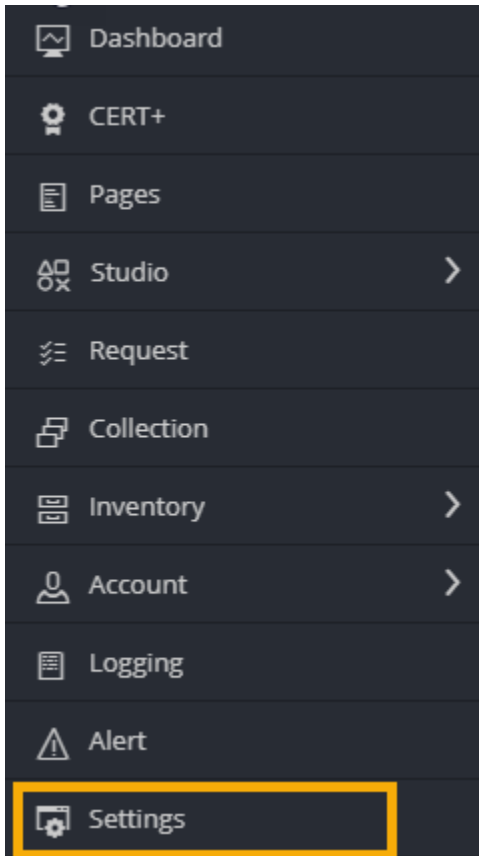 Dashboard
CERT+
Pages
Studio
Request
Collection
Inventory
Account
Logging
Alert
Settings